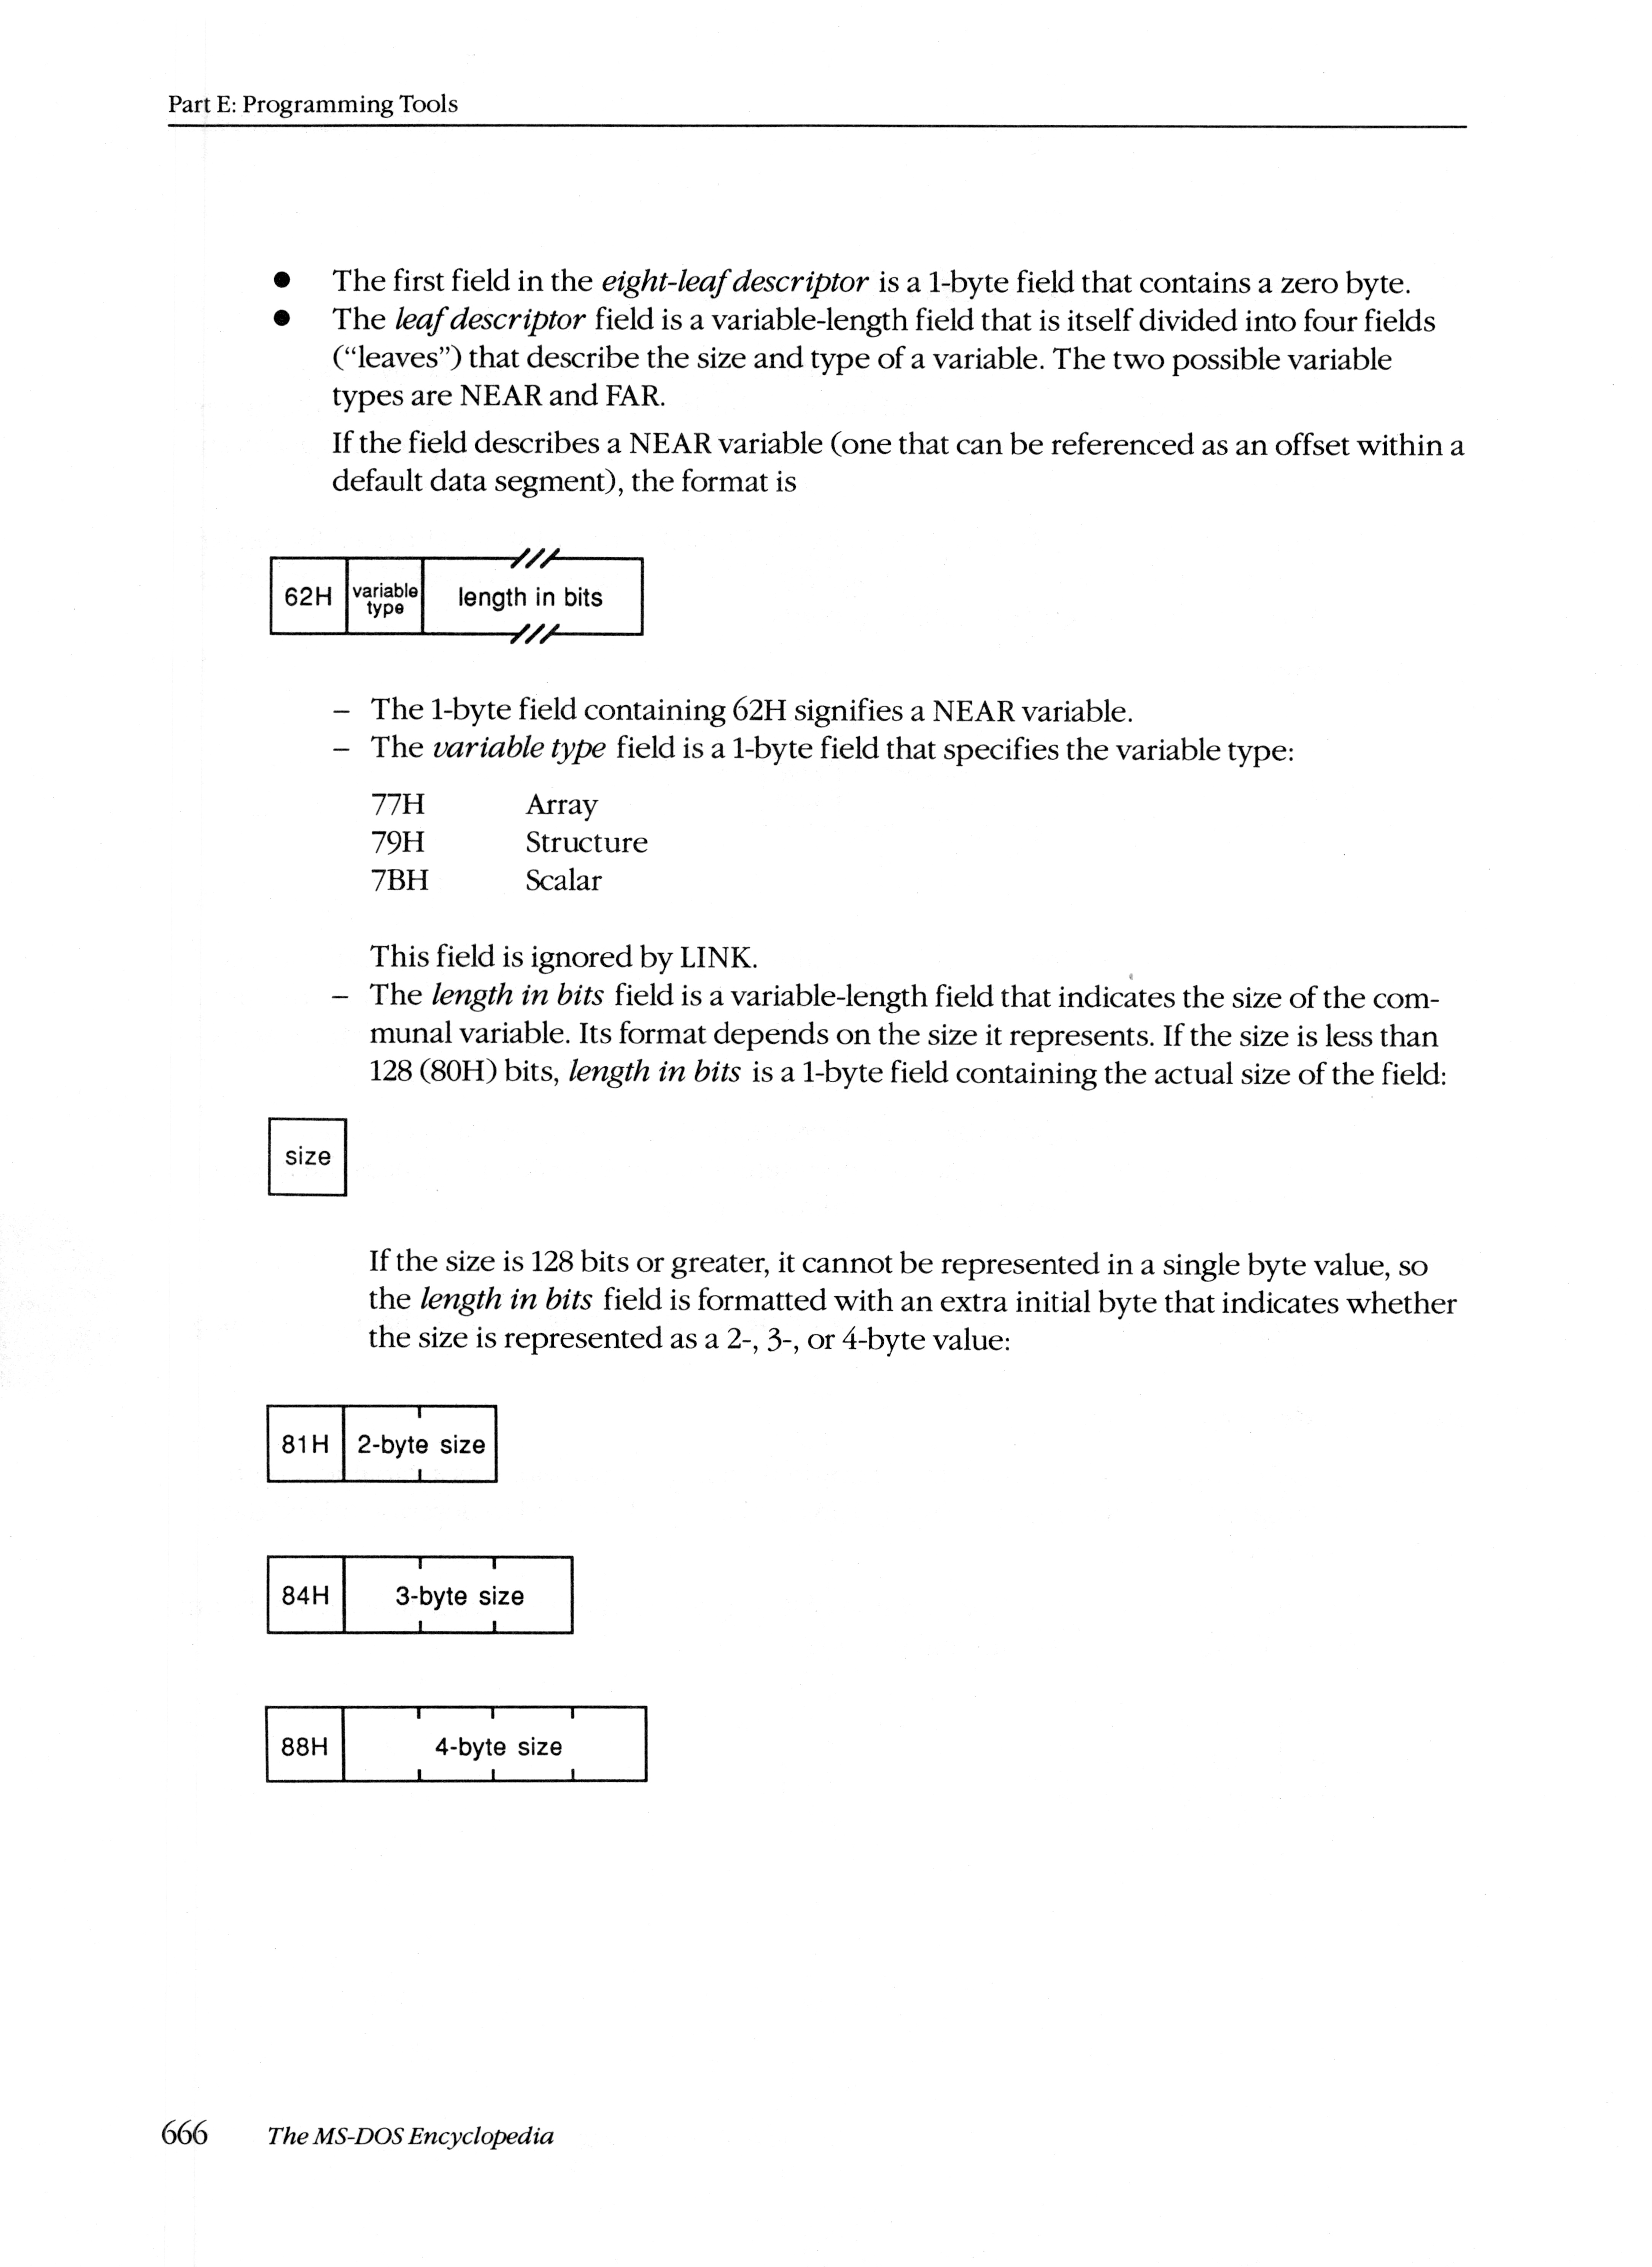 Part E: Programming Tools
● The first field in the eight-leaf descriptor is a 1-byte field that contains a zero byte.
● The leaf descriptor field is a variable-length field that is itself divided into four fields
(“leaves”) that describe the size and type of a variable. The two possible variable
types are NEAR and FAR.
If the field describes a NEAR variable (one that can be referenced as an offset within a
default data segment), the format is
62H variable type length in bits
– The 1-byte field containing 62H signifies a NEAR variable.
– The variable type field is a 1-byte field that specifies the variable type:
77H Array
79H Structure
7BH Scalar
This field is ignored by LINK.
– The length in bits field is a variable-length field that indicates the size of the com-
munal variable. Its format depends on the size it represents. If the size is less than
128 (80H) bits, length in bits is a 1-byte field containing the actual size of the field:
size
If the size is 128 bits or greater, it cannot be represented in a single byte value, so
the length in bits field is formatted with an extra initial byte that indicates whether
the size is represented as a 2-, 3-, or 4-byte value:
81H 2-byte size
84H 3-byte size
88H 4-byte size
666 The MS-DOS Encyclopedia